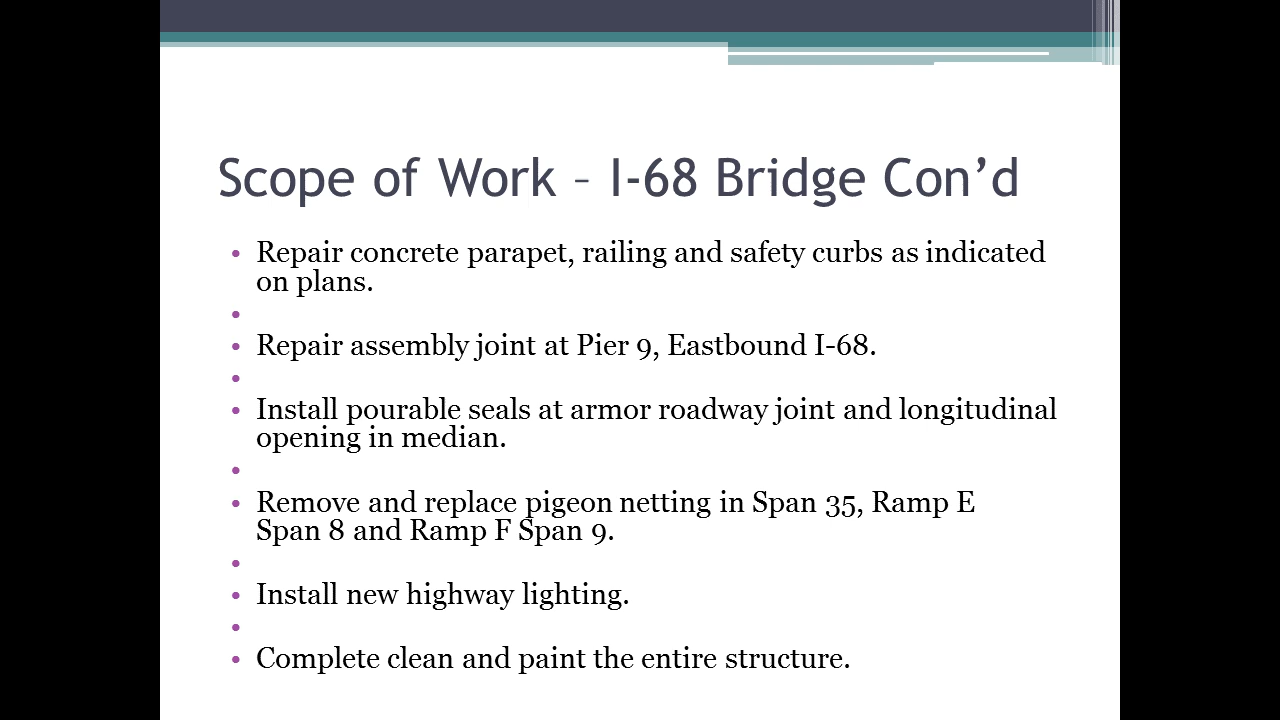 Scope of Work – I-68 Bridge Con’d
• Repair concrete parapet, railing and safety curbs as indicated
on plans.
•
• Repair assembly joint at Pier 9, Eastbound I-68.
•
• Install pourable seals at armor roadway joint and longitudinal
opening in median.
•
• Remove and replace pigeon netting in Span 35, Ramp E
Span 8 and Ramp F Span 9.
•
• Install new highway lighting.
•
• Complete clean and paint the entire structure.